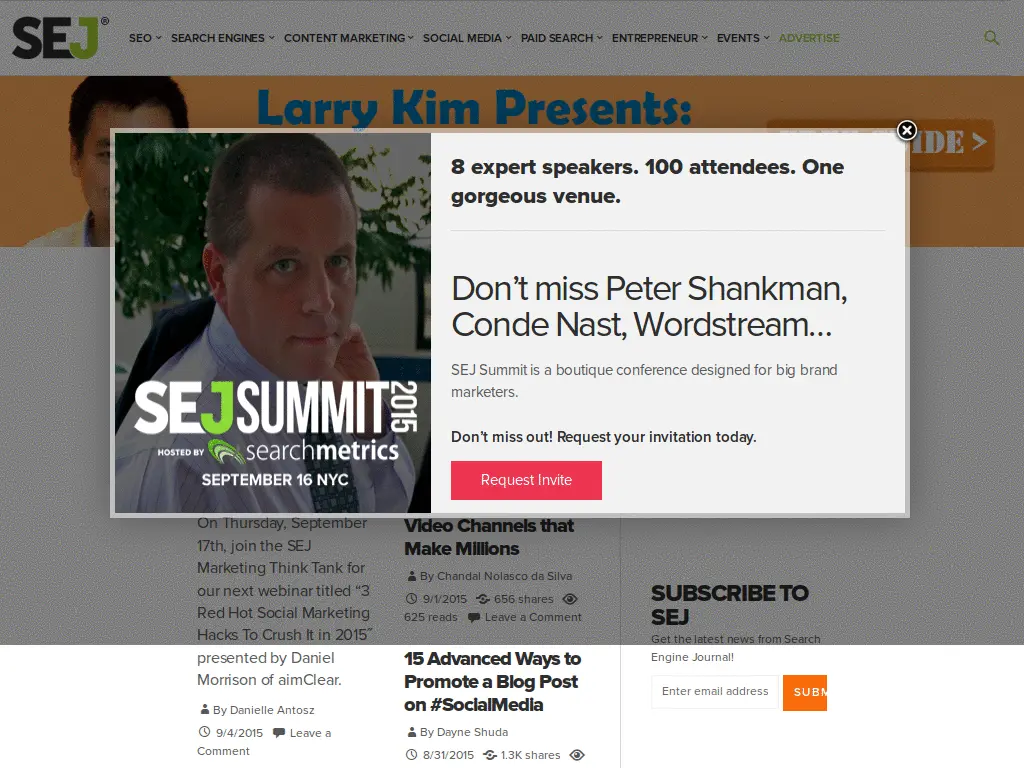 SEJ®
SEO
SEARCH ENGINES
CONTENT MARKETING
SOCIAL MEDIA
PAID SEARCH
ENTREPRENEUR
EVENTS
ADVERTISE
Larry Kim Presents:
8 expert speakers. 100 attendees. One
gorgeous venue.
Don't miss Peter Shankman,
Conde Nast, Wordstream...
SEJ Summit is a boutique conference designed for big brand
marketers.
Don't miss out! Request your invitation today.
Request Invite
SEJ SUMMIT 2015
HOSTED BY searchmetrics
SEPTEMBER 16 NYC
On Thursday, September
17th, join the SEJ
Marketing Think Tank for
our next webinar titled “3
Red Hot Social Marketing
Hacks To Crush It in 2015″
presented by Daniel
Morrison of aimClear.
By Danielle Antosz
9/4/2015 Leave a
Comment
Video Channels that
Make Millions
By Chandal Nolasco da Silva
9/1/2015 656 shares
625 reads Leave a Comment
15 Advanced Ways to
Promote a Blog Post
on #SocialMedia
By Dayne Shuda
8/31/2015 1.3K shares
SUBSCRIBE TO
SEJ
Get the latest news from Search
Engine Journal!
Enter email address
SUBM